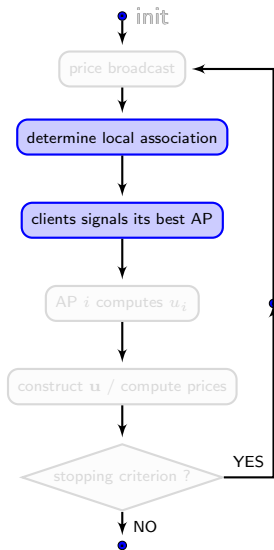 init
price broadcast
determine local association
clients signals its best AP
AP i computes u_i
construct u / compute prices
stopping criterion ?
YES
NO